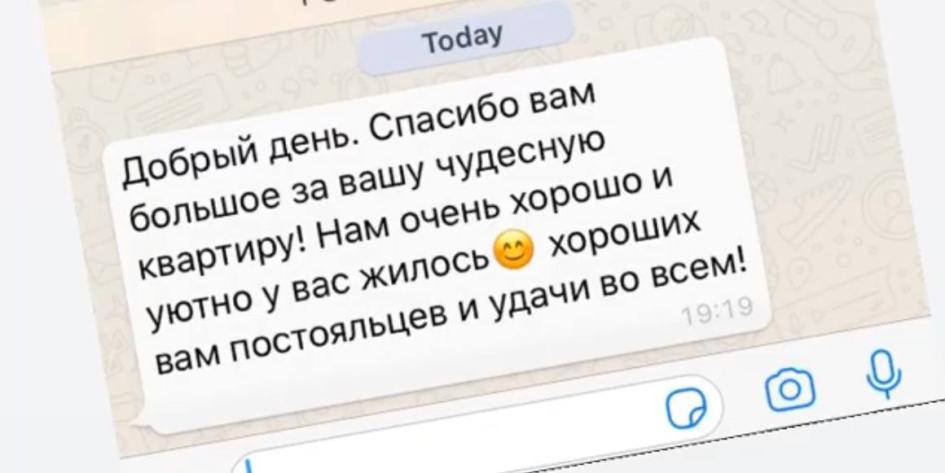 Today
Добрый день. Спасибо вам
большое за вашу чудесную
квартиру! Нам очень хорошо и
уютно у вас жилось😊 хороших
вам постояльцев и удачи во всем!
19:19